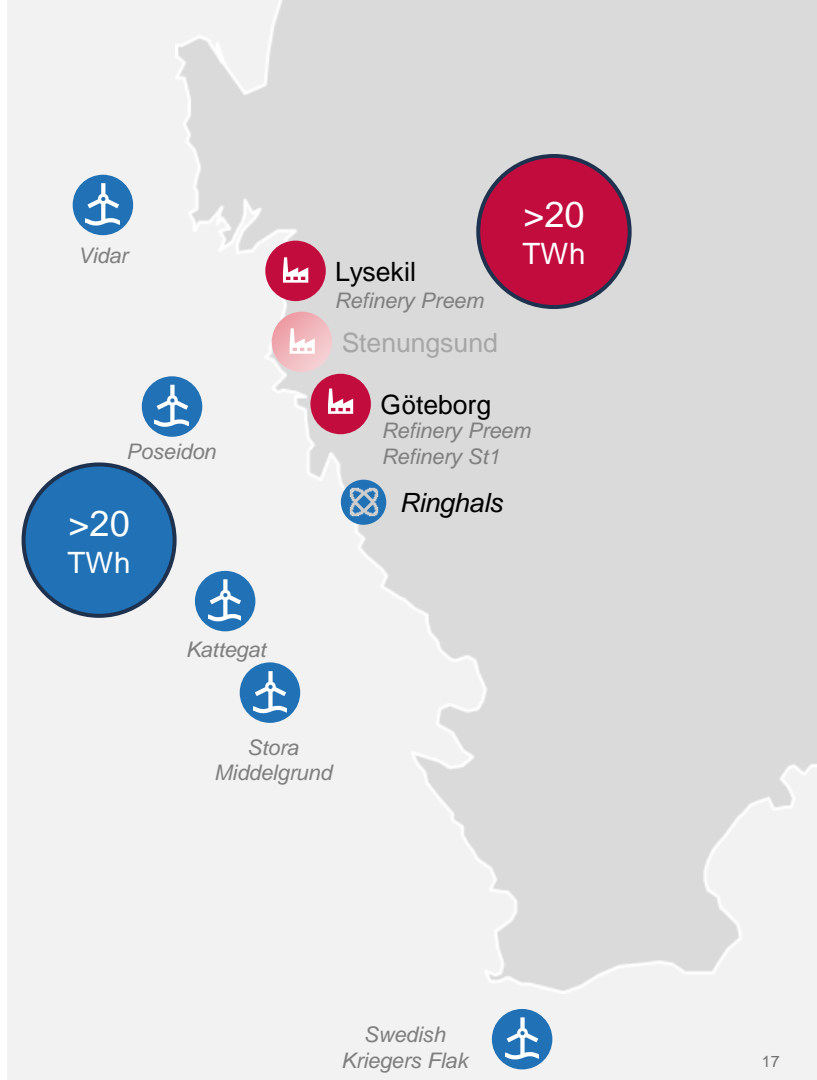 >20
TWh
Vidar
Lysekil
Refinery Preem
Stenungsund
Göteborg
Refinery Preem
Refinery St1
Poseidon
Ringhals
>20
TWh
Kattegat
Stora
Middelgrund
Swedish
Kriegers Flak
17